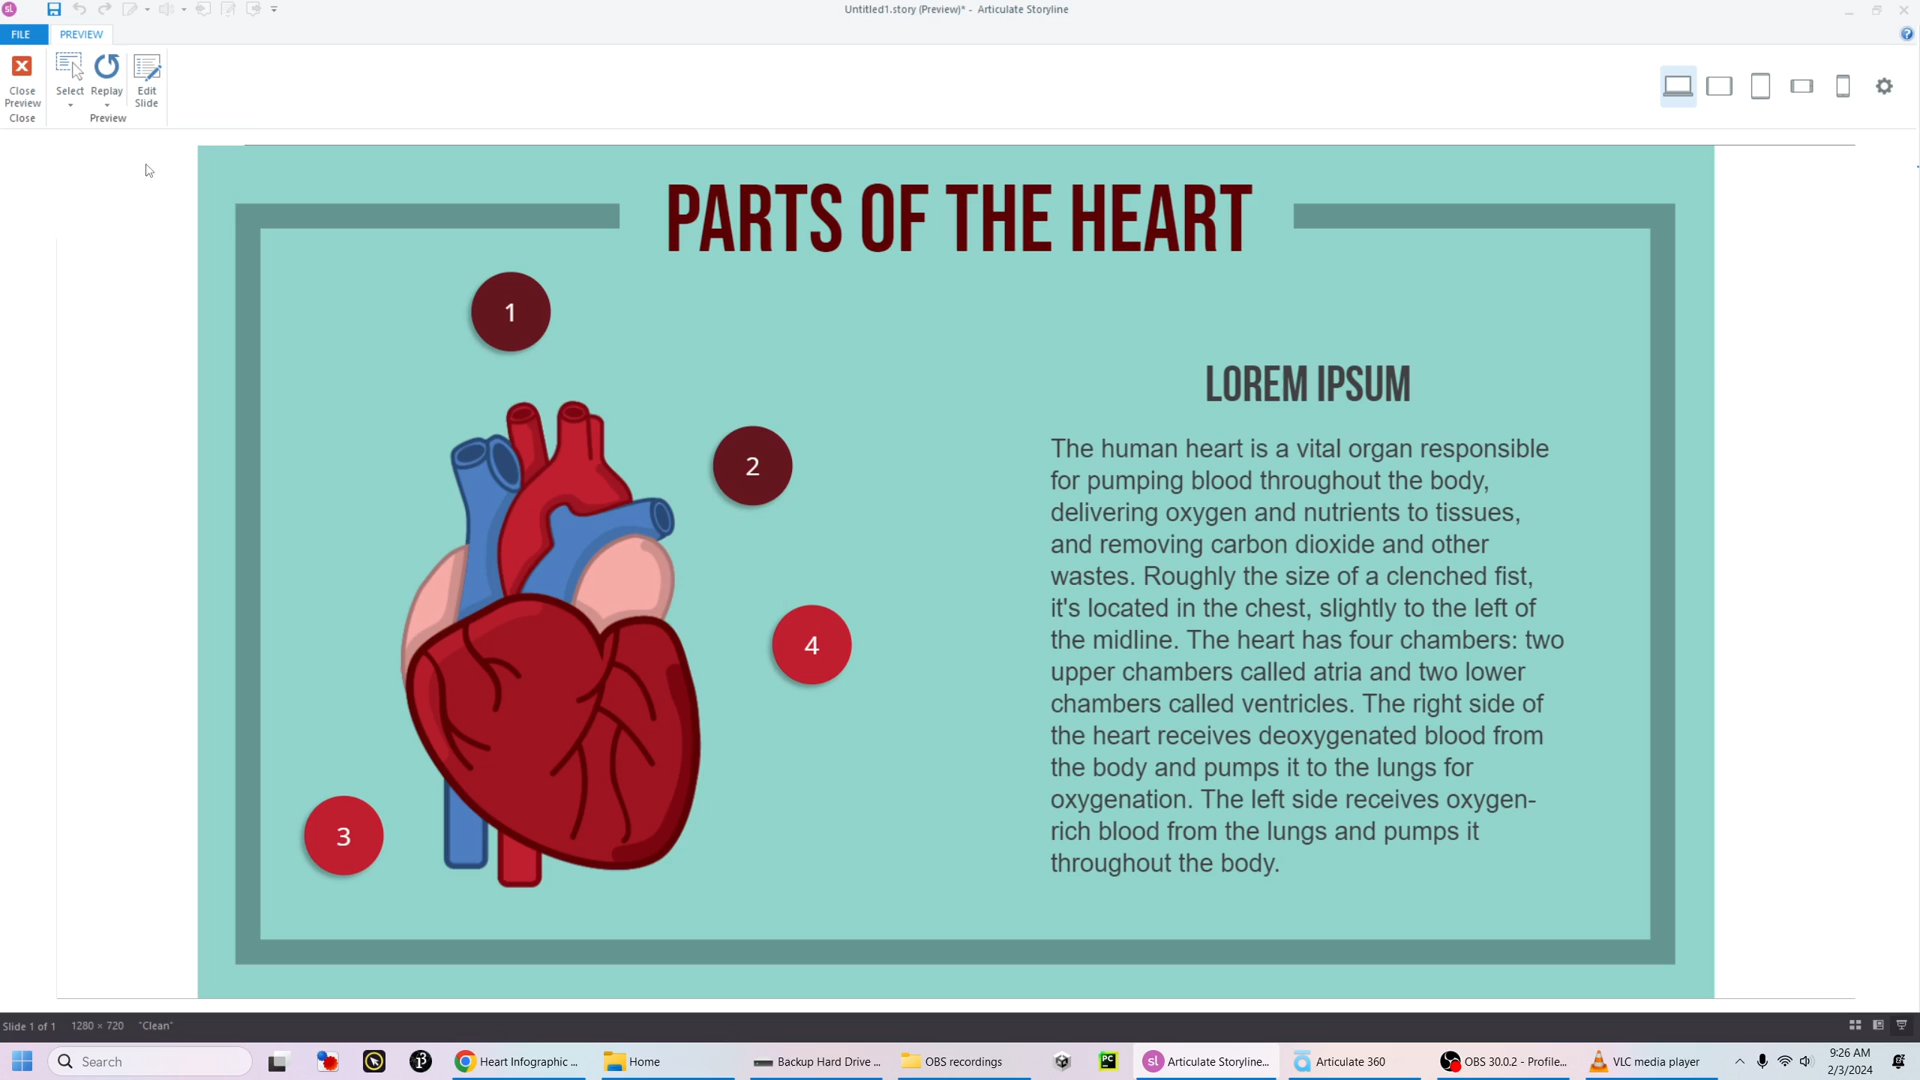 sl
Untitled1.story (Preview)* - Articulate Storyline
FILE
PREVIEW
?
Close
Preview
Select
Replay
Edit
Slide
Close
Preview
PARTS OF THE HEART
1
LOREM IPSUM
The human heart is a vital organ responsible
for pumping blood throughout the body,
delivering oxygen and nutrients to tissues,
and removing carbon dioxide and other
wastes. Roughly the size of a clenched fist,
it's located in the chest, slightly to the left of
the midline. The heart has four chambers: two
upper chambers called atria and two lower
chambers called ventricles. The right side of
the heart receives deoxygenated blood from
the body and pumps it to the lungs for
oxygenation. The left side receives oxygen-
rich blood from the lungs and pumps it
throughout the body.
2
4
3
Slide 1 of 1
1280 × 720
"Clean"
Search
Heart Infographic ...
Home
Backup Hard Drive ...
OBS recordings
PC
sl
Articulate Storyline...
Articulate 360
OBS 30.0.2 - Profile...
VLC media player
9:26 AM
2/3/2024